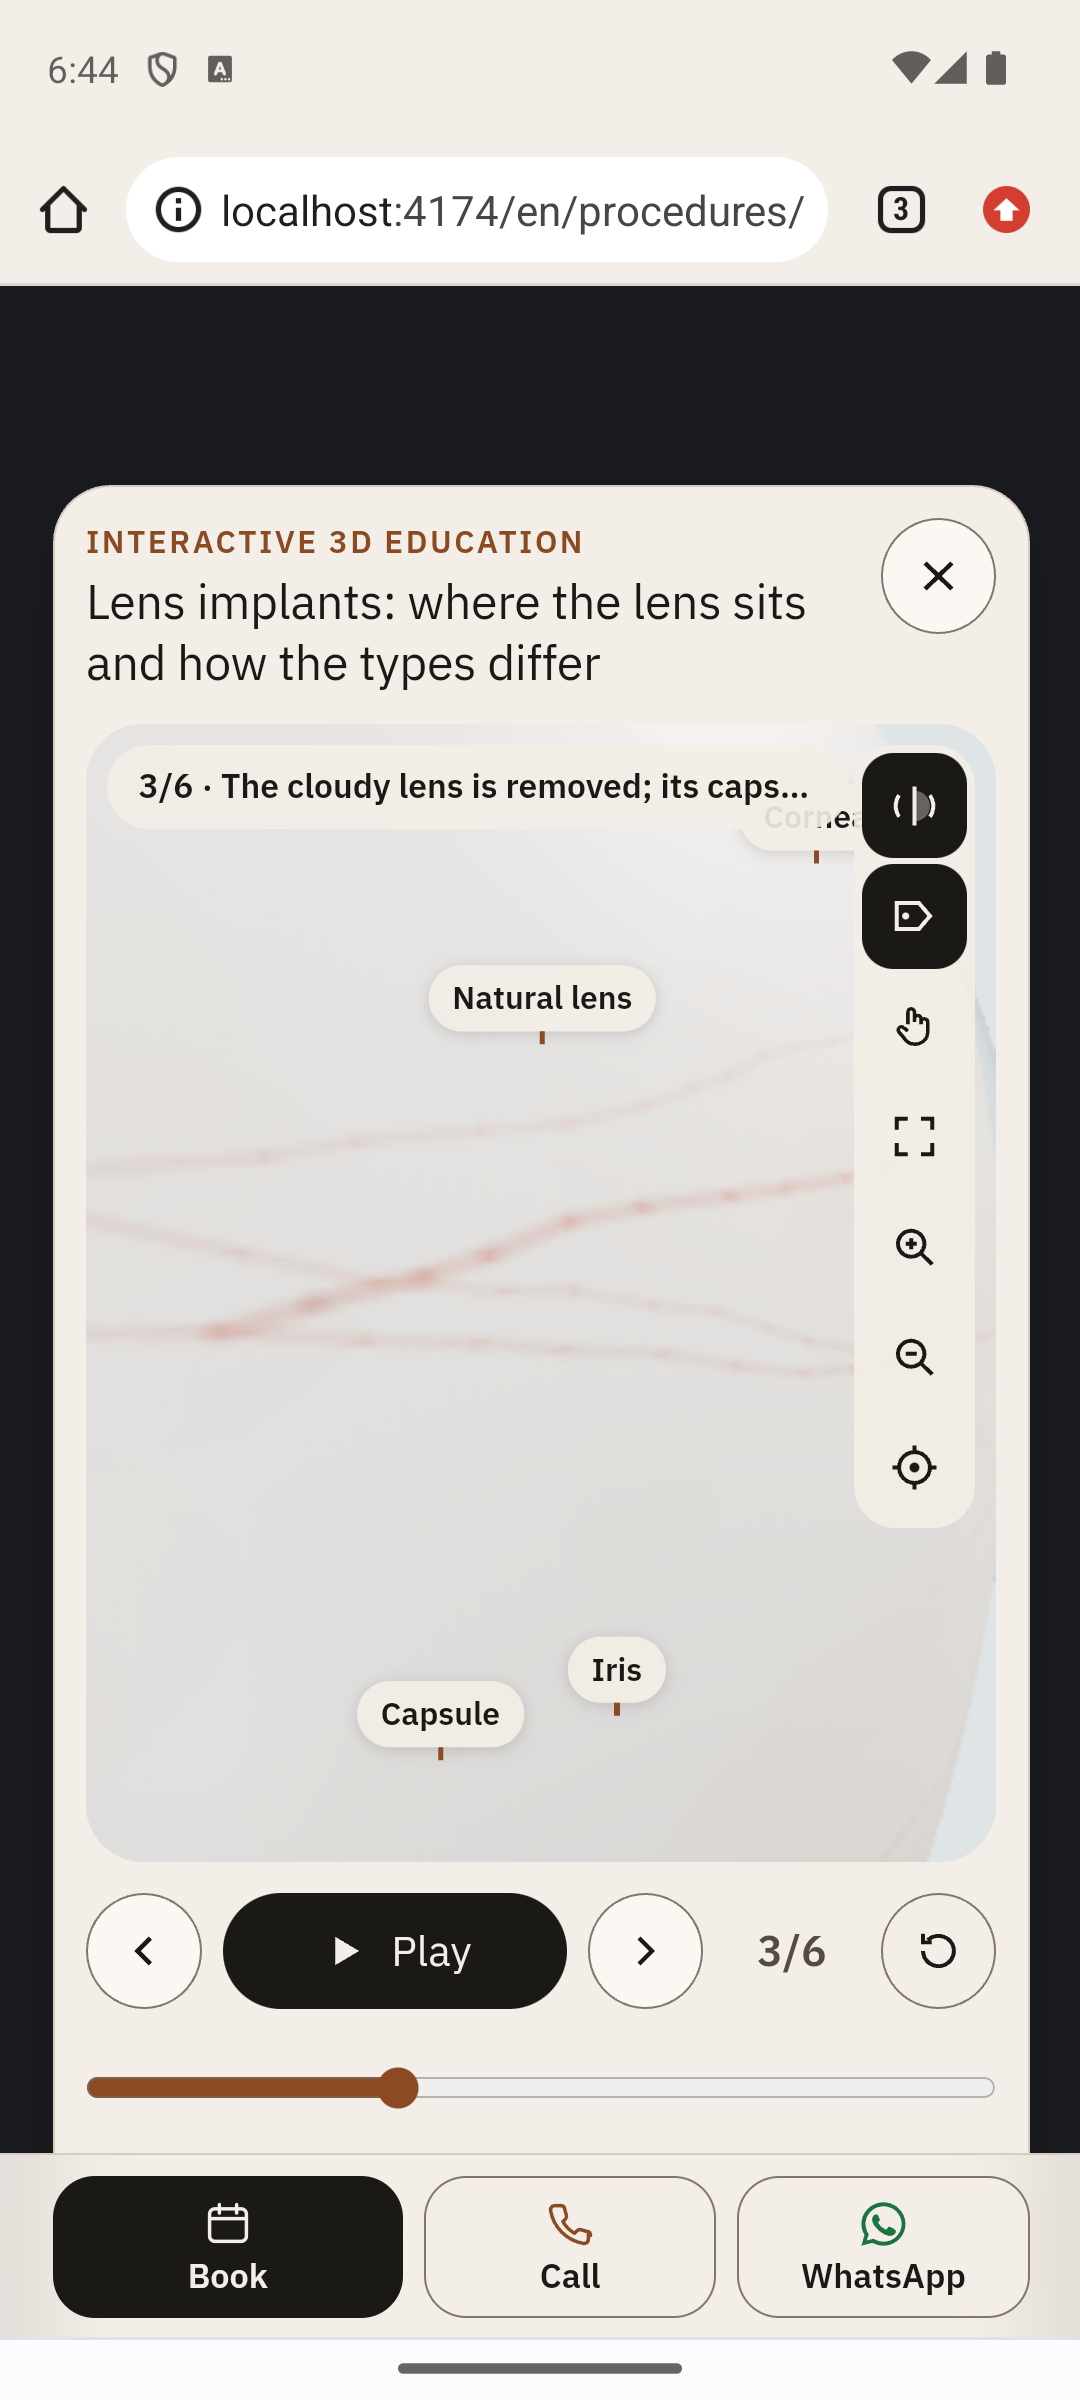 6:44
localhost:4174/en/procedures/
3
INTERACTIVE 3D EDUCATION
Lens implants: where the lens sits
and how the types differ
3/6 · The cloudy lens is removed; its caps...
Cornea
Natural lens
Iris
Capsule
Play
3/6
Book
Call
WhatsApp